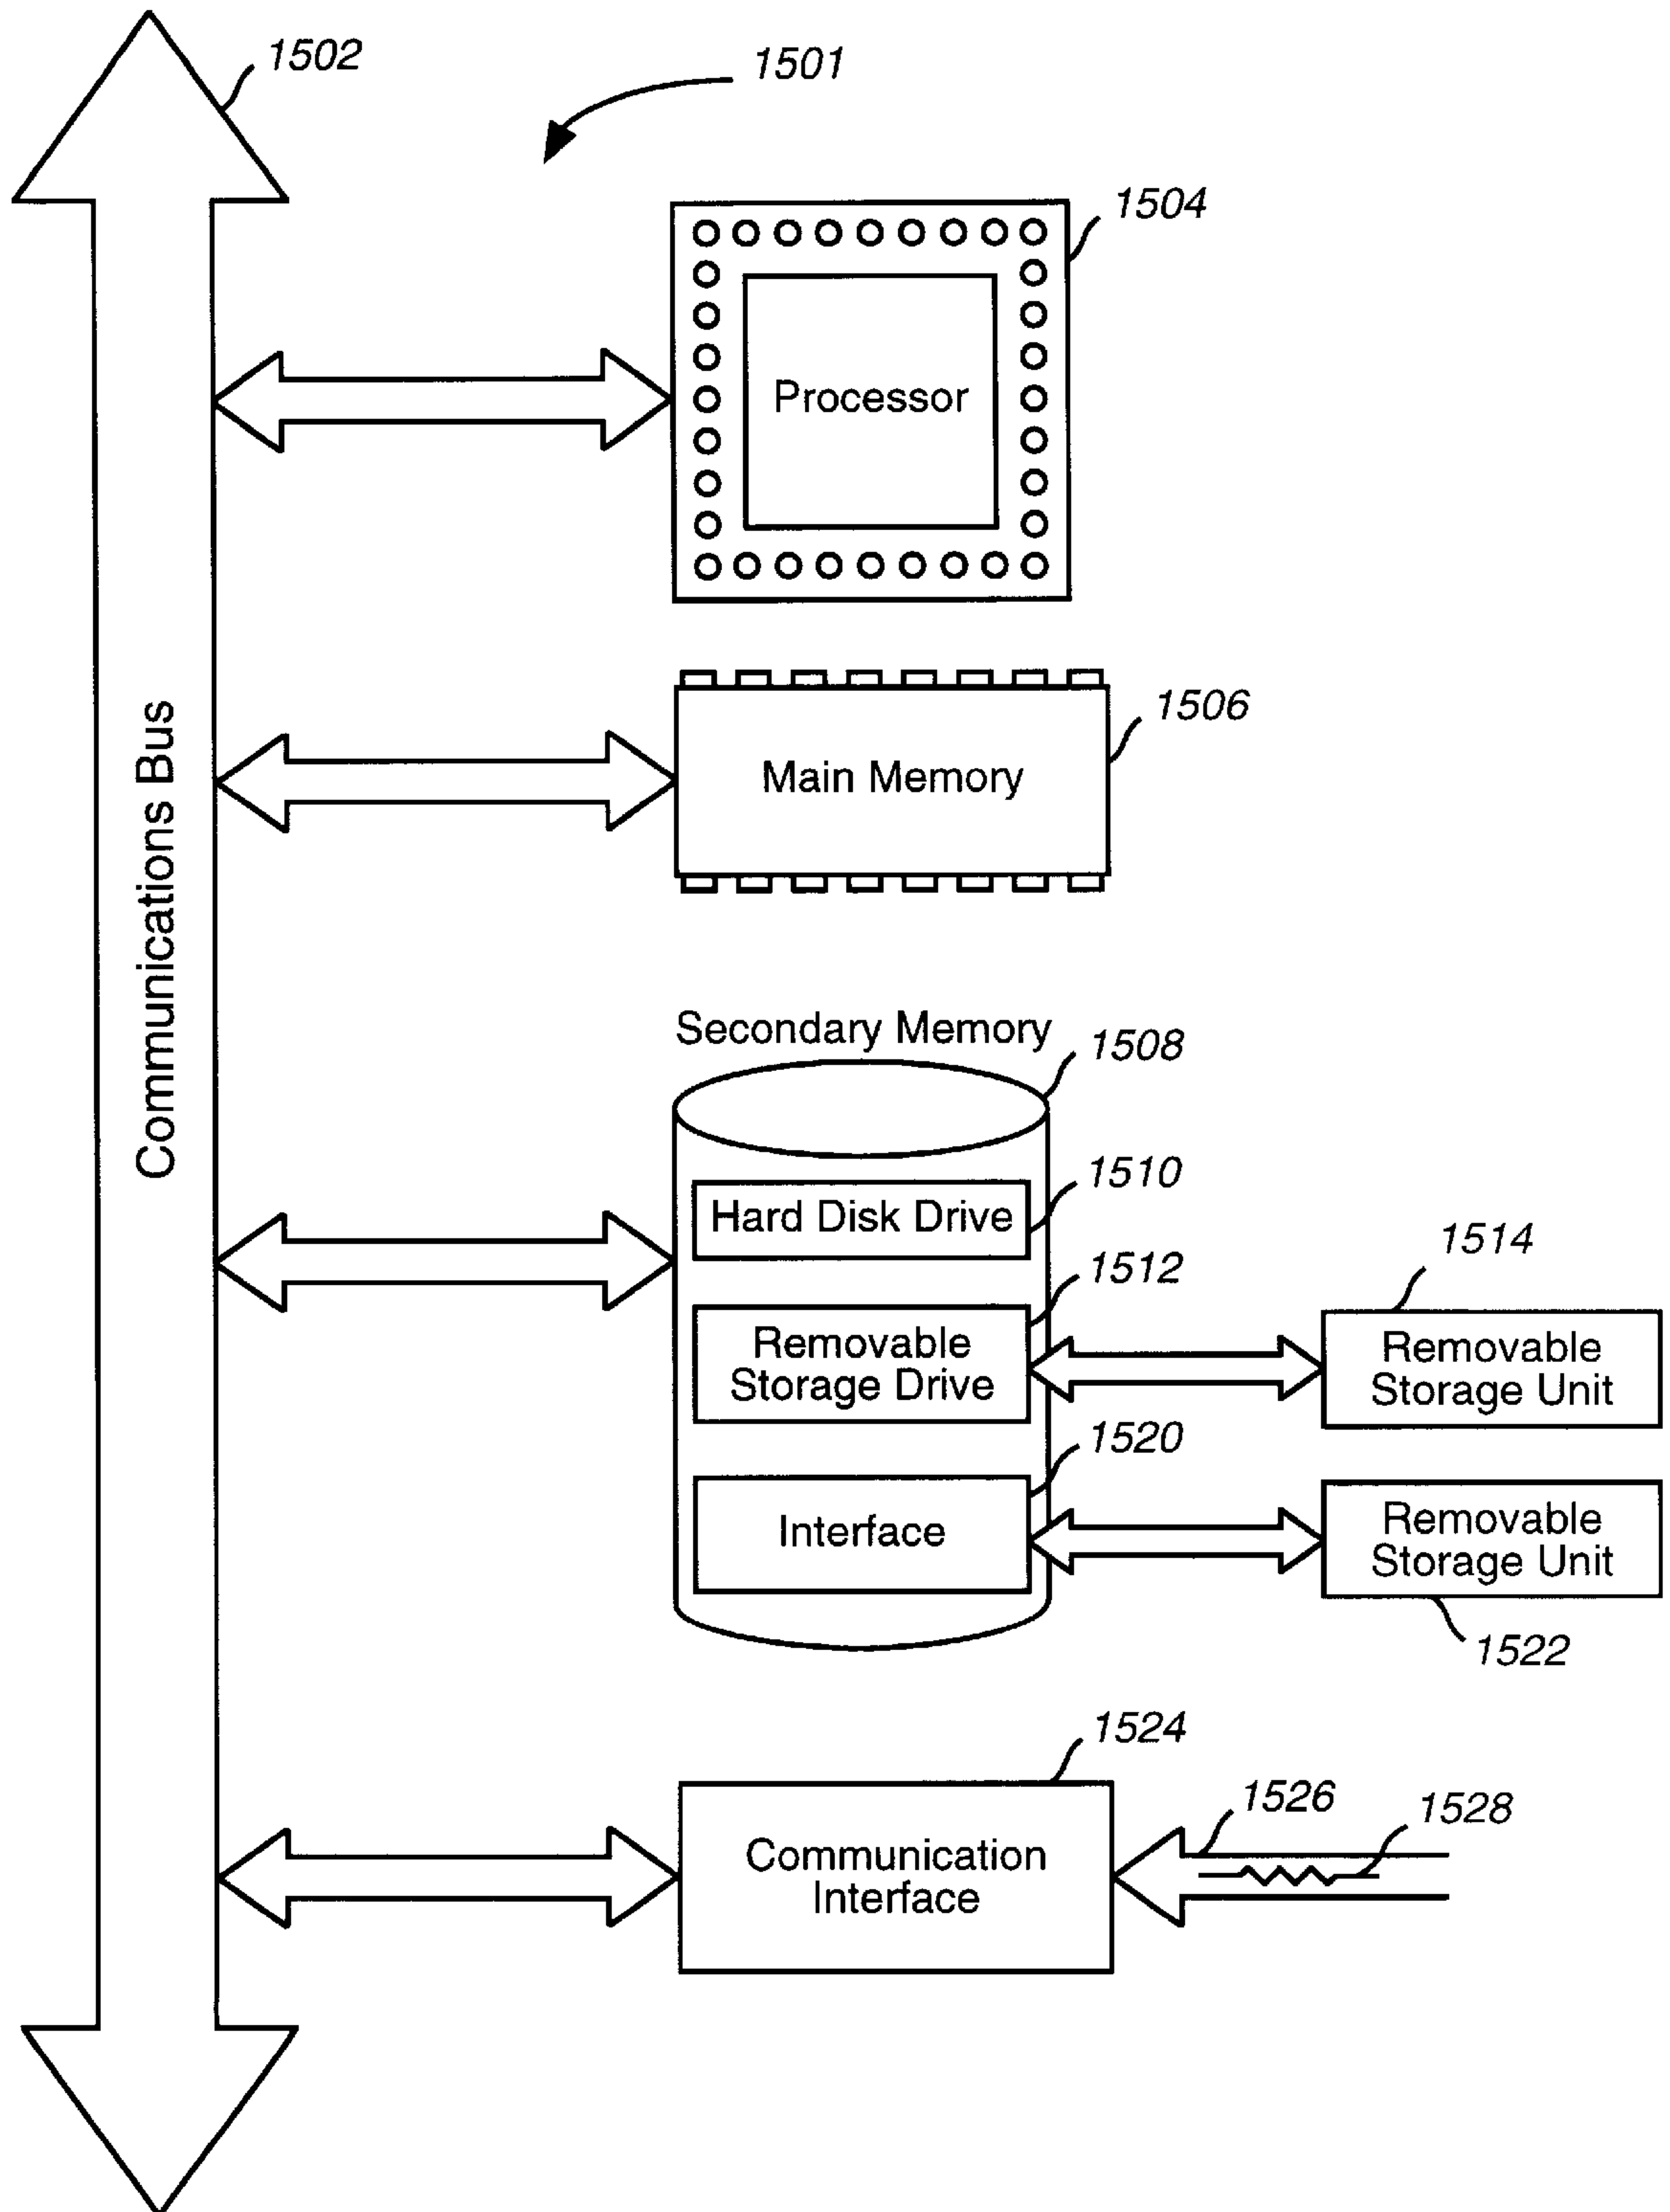 1502
1501
1504
Processor
1506
Main Memory
Communications Bus
Secondary Memory
1508
1510
Hard Disk Drive
1512
1514
Removable
Storage Drive
Removable
Storage Unit
1520
Interface
Removable
Storage Unit
1522
1524
1526
1528
Communication
Interface